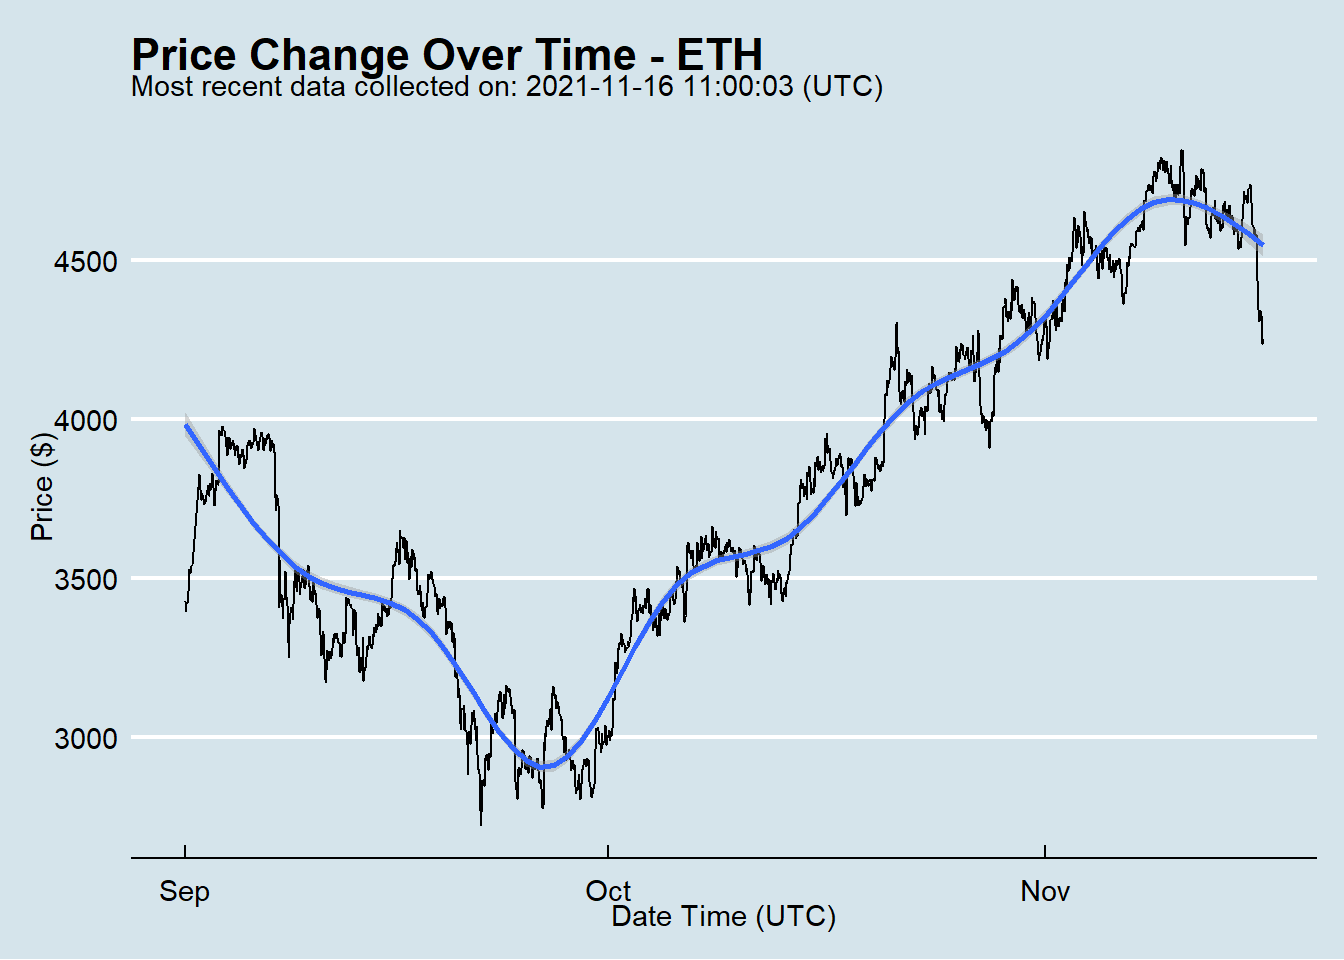 Price Change Over Time - ETH
Most recent data collected on: 2021-11-16 11:00:03 (UTC)
Price ($)
4500
4000
3500
3000
Sep Oct Nov
Date Time (UTC)